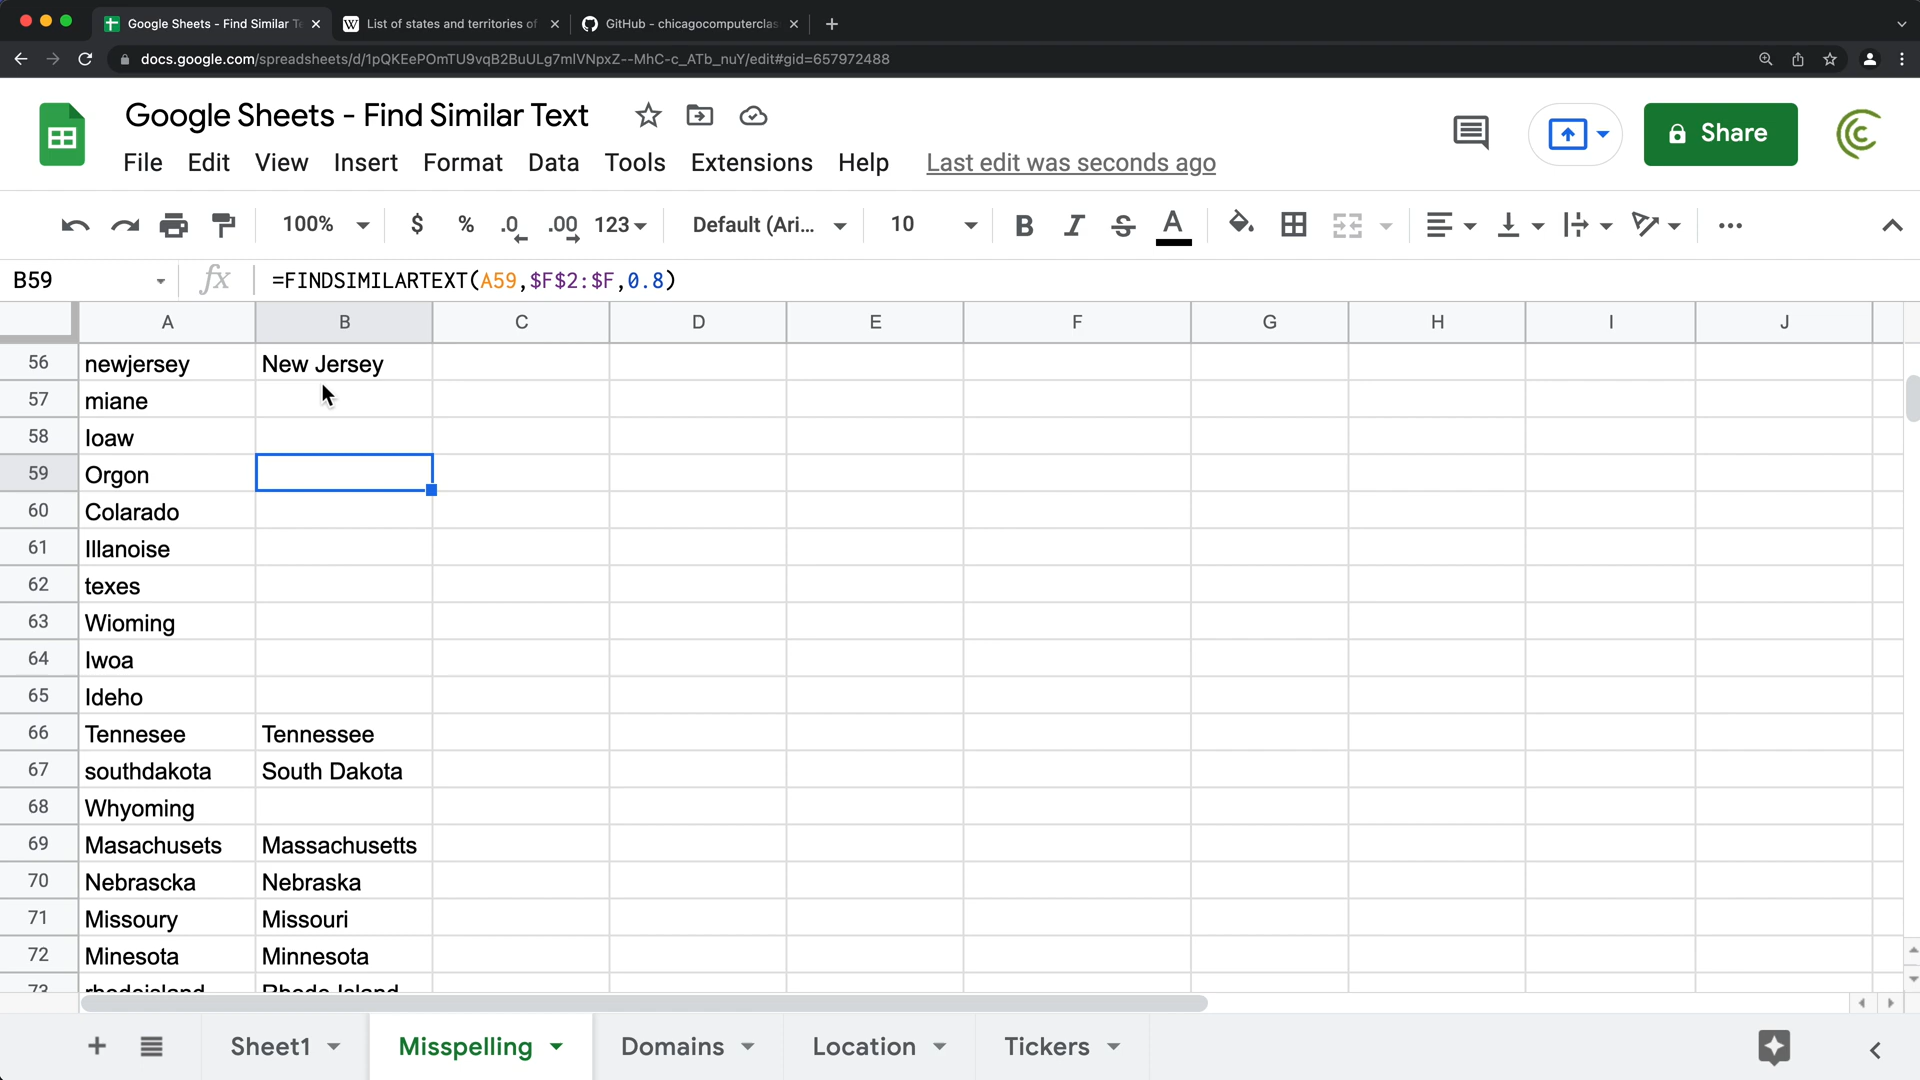 Google Sheets - Find Similar Te
List of states and territories of
GitHub - chicagocomputerclas
docs.google.com/spreadsheets/d/1pQKEePOmTU9vqB2BuULg7mlVNpxZ--MhC-c_ATb_nuY/edit#gid=657972488
Google Sheets - Find Similar Text
Share
File Edit View Insert Format Data Tools Extensions Help Last edit was seconds ago
100% $ % .0 .00 123 Default (Ari... 10 B I S A
B59 fx =FINDSIMILARTEXT(A59,$F$2:$F,0.8)
A B C D E F G H I J
56 newjersey New Jersey
57 miane
58 Ioaw
59 Orgon
60 Colarado
61 Illanoise
62 texes
63 Wioming
64 Iwoa
65 Ideho
66 Tennesee Tennessee
67 southdakota South Dakota
68 Whyoming
69 Masachusets Massachusetts
70 Nebrascka Nebraska
71 Missoury Missouri
72 Minesota Minnesota
73 rhodeisland Rhode Island
Sheet1 Misspelling Domains Location Tickers